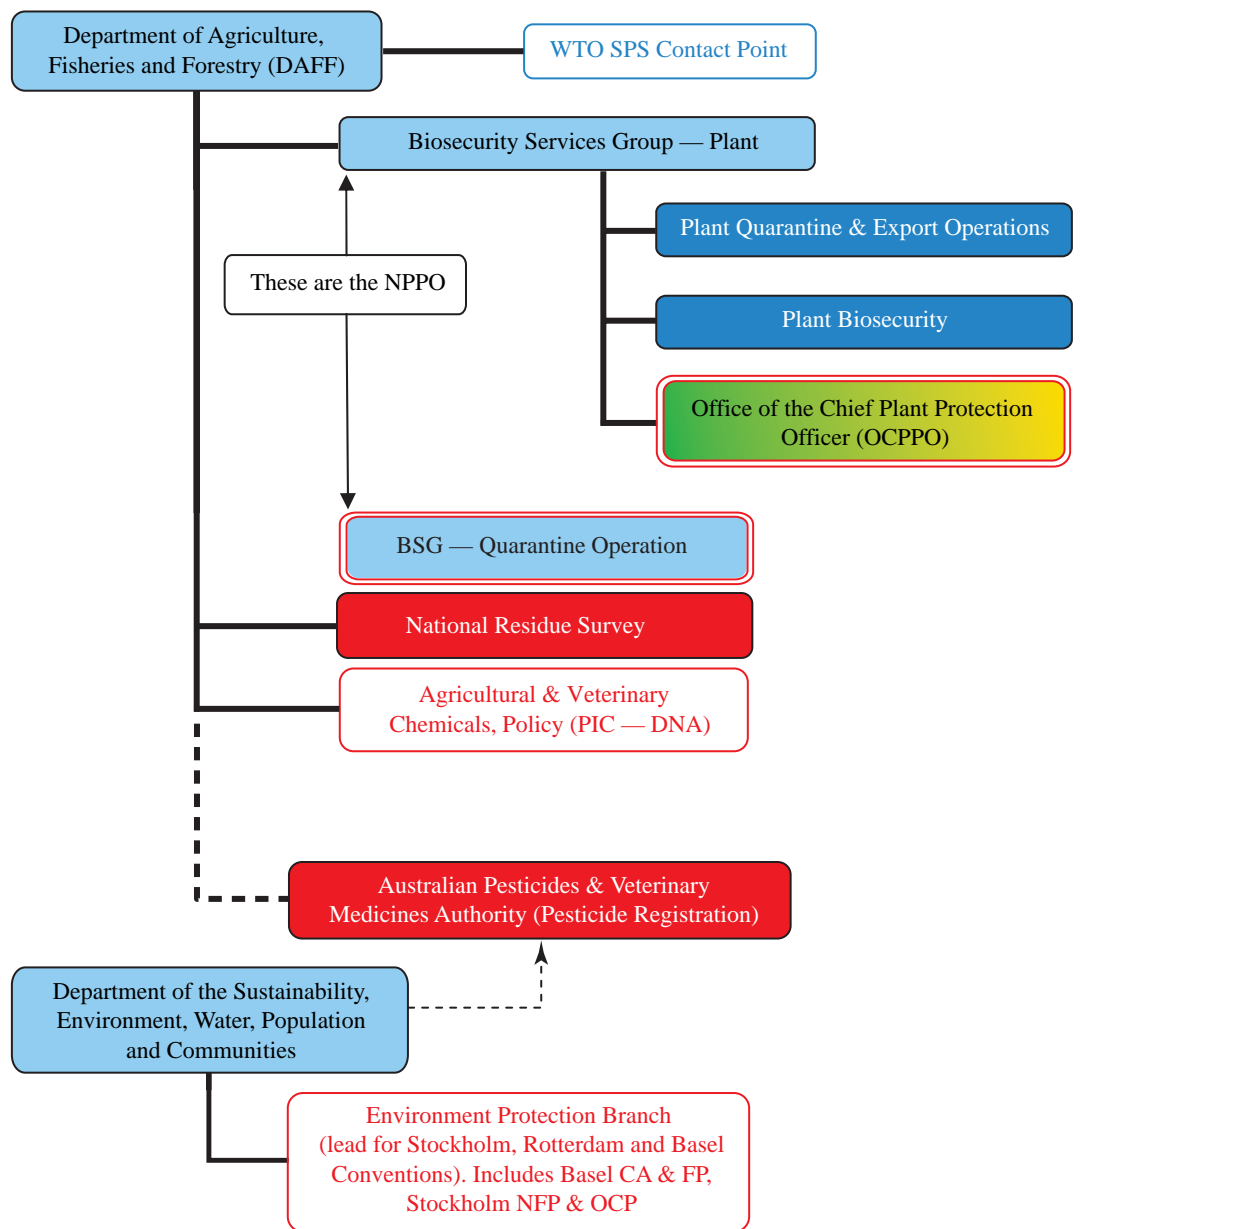 Department of Agriculture,
Fisheries and Forestry (DAFF)
WTO SPS Contact Point
Biosecurity Services Group — Plant
Plant Quarantine & Export Operations
These are the NPPO
Plant Biosecurity
Office of the Chief Plant Protection
Officer (OCPPO)
BSG — Quarantine Operation
National Residue Survey
Agricultural & Veterinary
Chemicals, Policy (PIC — DNA)
Australian Pesticides & Veterinary
Medicines Authority (Pesticide Registration)
Department of the Sustainability,
Environment, Water, Population
and Communities
Environment Protection Branch
(lead for Stockholm, Rotterdam and Basel
Conventions). Includes Basel CA & FP,
Stockholm NFP & OCP